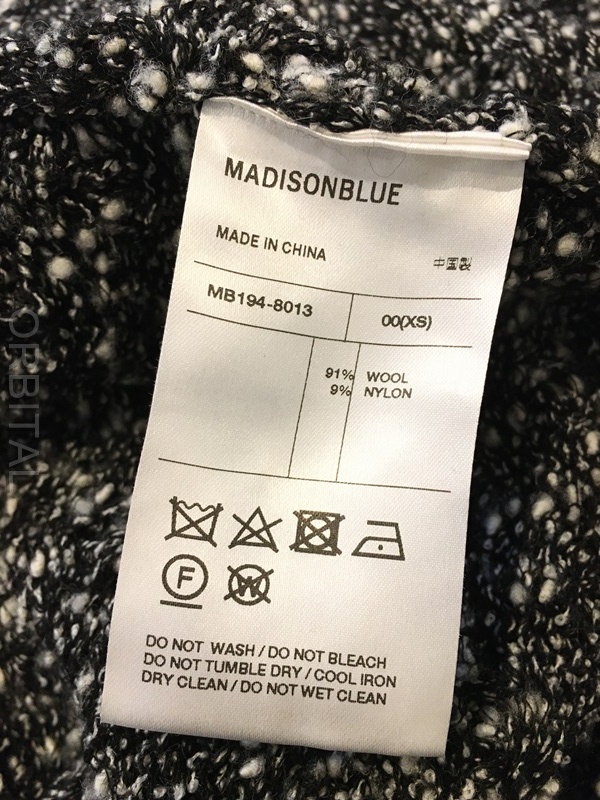 MADISONBLUE
MADE IN CHINA 中国製
MB194-8013 00(XS)
91% WOOL
9% NYLON
F W
DO NOT WASH / DO NOT BLEACH
DO NOT TUMBLE DRY / COOL IRON
DRY CLEAN / DO NOT WET CLEAN
ORBITAL